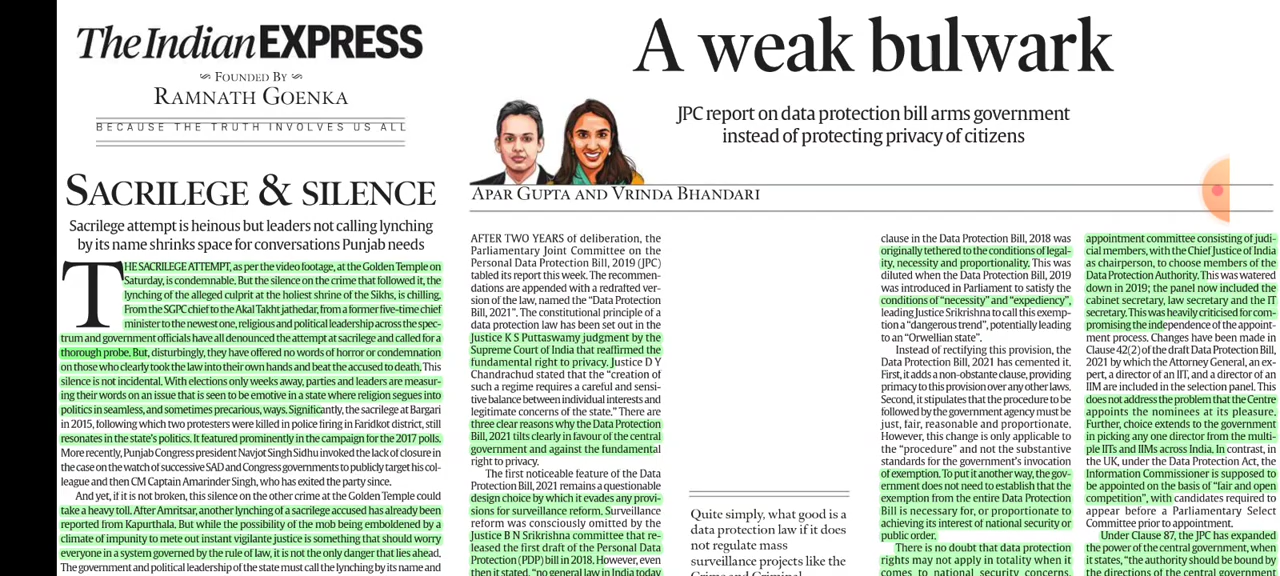 The Indian EXPRESS
FOUNDED BY
RAMNATH GOENKA
BECAUSE THE TRUTH INVOLVES US ALL
SACRILEGE & SILENCE
Sacrilege attempt is heinous but leaders not calling lynching
by its name shrinks space for conversations Punjab needs
THE SACRILEGE ATTEMPT, as per the video footage, at the Golden Temple on
Saturday, is condemnable. But the silence on the crime that followed it, the
lynching of the alleged culprit at the holiest shrine of the Sikhs, is chilling.
From the SGPC chief to the Akal Takht jathedar, from a former five-time chief
minister to the newest one, religious and political leadership across the spec-
trum and government officials have all denounced the attempt at sacrilege and called for a
thorough probe. But, disturbingly, they have offered no words of horror or condemnation
on those who clearly took the law into their own hands and beat the accused to death. This
silence is not incidental. With elections only weeks away, parties and leaders are measur-
ing their words on an issue that is seen to be emotive in a state where religion segues into
politics in seamless, and sometimes precarious, ways. Significantly, the sacrilege at Bargari
in 2015, following which two protesters were killed in police firing in Faridkot district, still
resonates in the state's politics. It featured prominently in the campaign for the 2017 polls.
More recently, Punjab Congress president Navjot Singh Sidhu invoked the lack of closure in
the case on the watch of successive SAD and Congress governments to publicly target his col-
league and then CM Captain Amarinder Singh, who has exited the party since.
And yet, if it is not broken, this silence on the other crime at the Golden Temple could
take a heavy toll. After Amritsar, another lynching of a sacrilege accused has already been
reported from Kapurthala. But while the possibility of the mob being emboldened by a
climate of impunity to mete out instant vigilante justice is something that should worry
everyone in a system governed by the rule of law, it is not the only danger that lies ahead.
The government and political leadership of the state must call the lynching by its name and
A weak bulwark
JPC report on data protection bill arms government
instead of protecting privacy of citizens
APAR GUPTA AND VRINDA BHANDARI
AFTER TWO YEARS of deliberation, the
Parliamentary Joint Committee on the
Personal Data Protection Bill, 2019 (JPC)
tabled its report this week. The recommen-
dations are appended with a redrafted ver-
sion of the law, named the "Data Protection
Bill, 2021". The constitutional principle of a
data protection law has been set out in the
Justice K S Puttaswamy judgment by the
Supreme Court of India that reaffirmed the
fundamental right to privacy. Justice D Y
Chandrachud stated that the "creation of
such a regime requires a careful and sensi-
tive balance between individual interests and
legitimate concerns of the state." There are
three clear reasons why the Data Protection
Bill, 2021 tilts clearly in favour of the central
government and against the fundamental
right to privacy.
The first noticeable feature of the Data
Protection Bill, 2021 remains a questionable
design choice by which it evades any provi-
sions for surveillance reform. Surveillance
reform was consciously omitted by the
Justice B N Srikrishna committee that re-
leased the first draft of the Personal Data
Protection (PDP) bill in 2018. However, even
then it stated, "no general law in India today
Quite simply, what good is a
data protection law if it does
not regulate mass
surveillance projects like the
Crime and Criminal
clause in the Data Protection Bill, 2018 was
originally tethered to the conditions of legal-
ity, necessity and proportionality. This was
diluted when the Data Protection Bill, 2019
was introduced in Parliament to satisfy the
conditions of "necessity" and "expediency",
leading Justice Srikrishna to call this exemp-
tion a "dangerous trend", potentially leading
to an "Orwellian state".
Instead of rectifying this provision, the
Data Protection Bill, 2021 has cemented it.
First, it adds a non-obstante clause, providing
primacy to this provision over any other laws.
Second, it stipulates that the procedure to be
followed by the government agency must be
just, fair, reasonable and proportionate.
However, this change is only applicable to
the "procedure" and not the substantive
standards for the government's invocation
of exemption. To put it another way, the gov-
ernment does not need to establish that the
exemption from the entire Data Protection
Bill is necessary for, or proportionate to
achieving its interest of national security or
public order.
There is no doubt that data protection
rights may not apply in totality when it
comes to national security concerns.
appointment committee consisting of judi-
cial members, with the Chief Justice of India
as chairperson, to choose members of the
Data Protection Authority. This was watered
down in 2019; the panel now included the
cabinet secretary, law secretary and the IT
secretary. This was heavily criticised for com-
promising the independence of the appoint-
ment process. Changes have been made in
Clause 42(2) of the draft Data Protection Bill,
2021 by which the Attorney General, an ex-
pert, a director of an IIT, and a director of an
IIM are included in the selection panel. This
does not address the problem that the Centre
appoints the nominees at its pleasure.
Further, choice extends to the government
in picking any one director from the multi-
ple IITs and IIMs across India. In contrast, in
the UK, under the Data Protection Act, the
Information Commissioner is supposed to
be appointed on the basis of "fair and open
competition", with candidates required to
appear before a Parliamentary Select
Committee prior to appointment.
Under Clause 87, the JPC has expanded
the power of the central government, when
it states, "the authority should be bound by
the directions of the central government